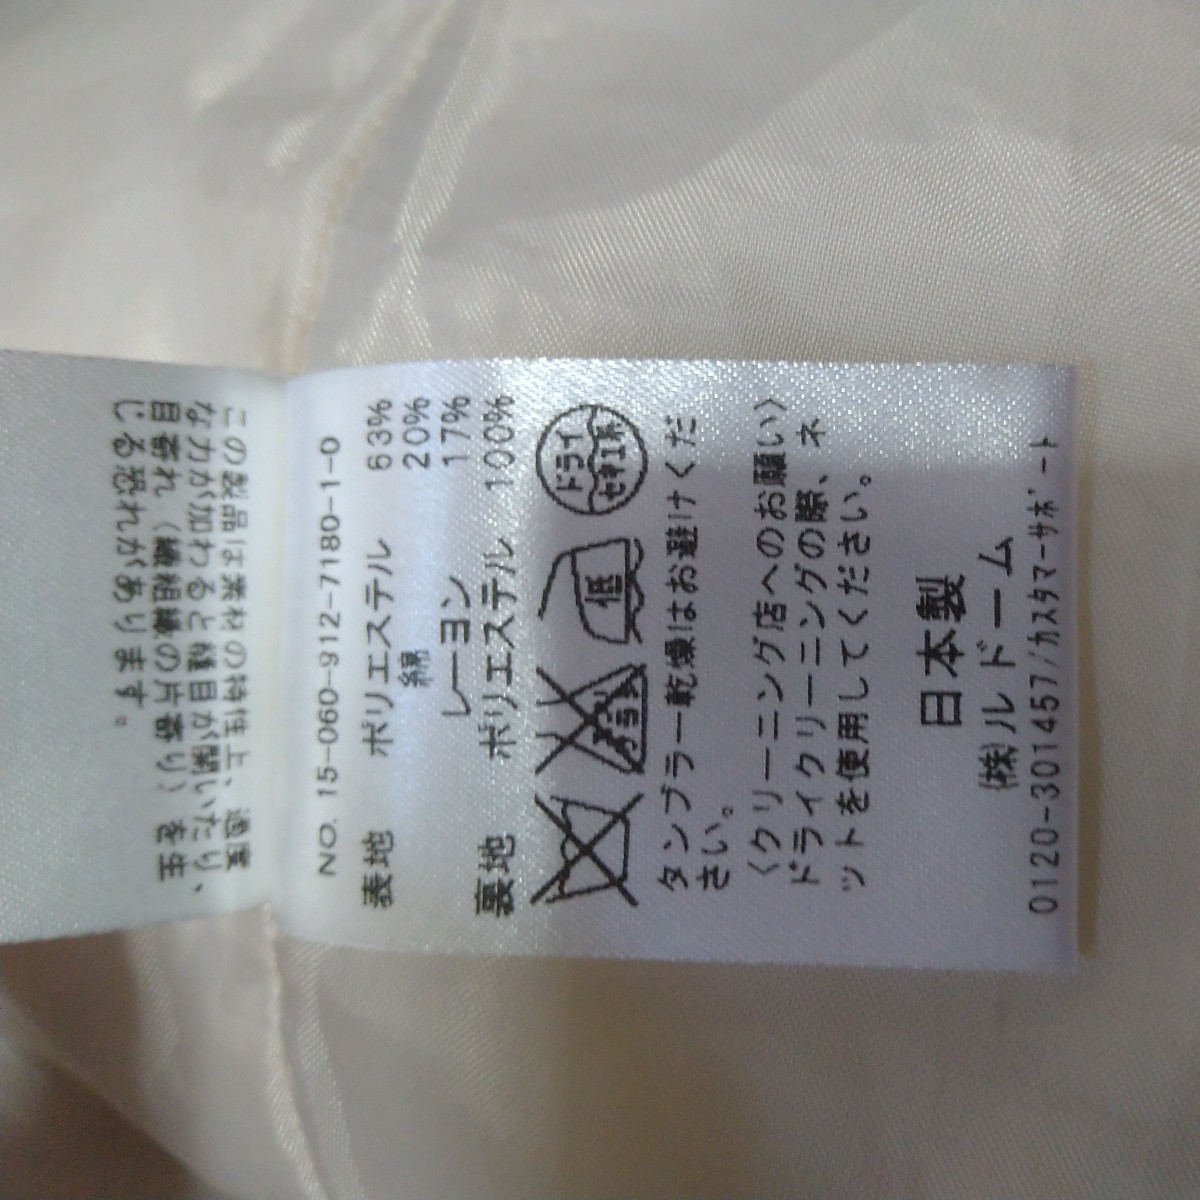 この製品は素材の特性上、過度
な力が加わると縫目が開いたり、
目寄れ(繊組織の片寄り)を生
じる恐れがあります。
NO. 15-060-912-7180-1-0
表地 ポリエステル 63%
綿 20%
レーヨン 17%
裏地 ポリエステル 100%
エンソ
サラシ
低
ドライ
セキユ系
タンブラー乾燥はお避けくだ
さい。
〈クリーニング店へのお願い〉
ドライクリーニングの際、ネ
ットを使用してください。
日本製
(株)ルドーム
0120-301457/カスタマーサポート